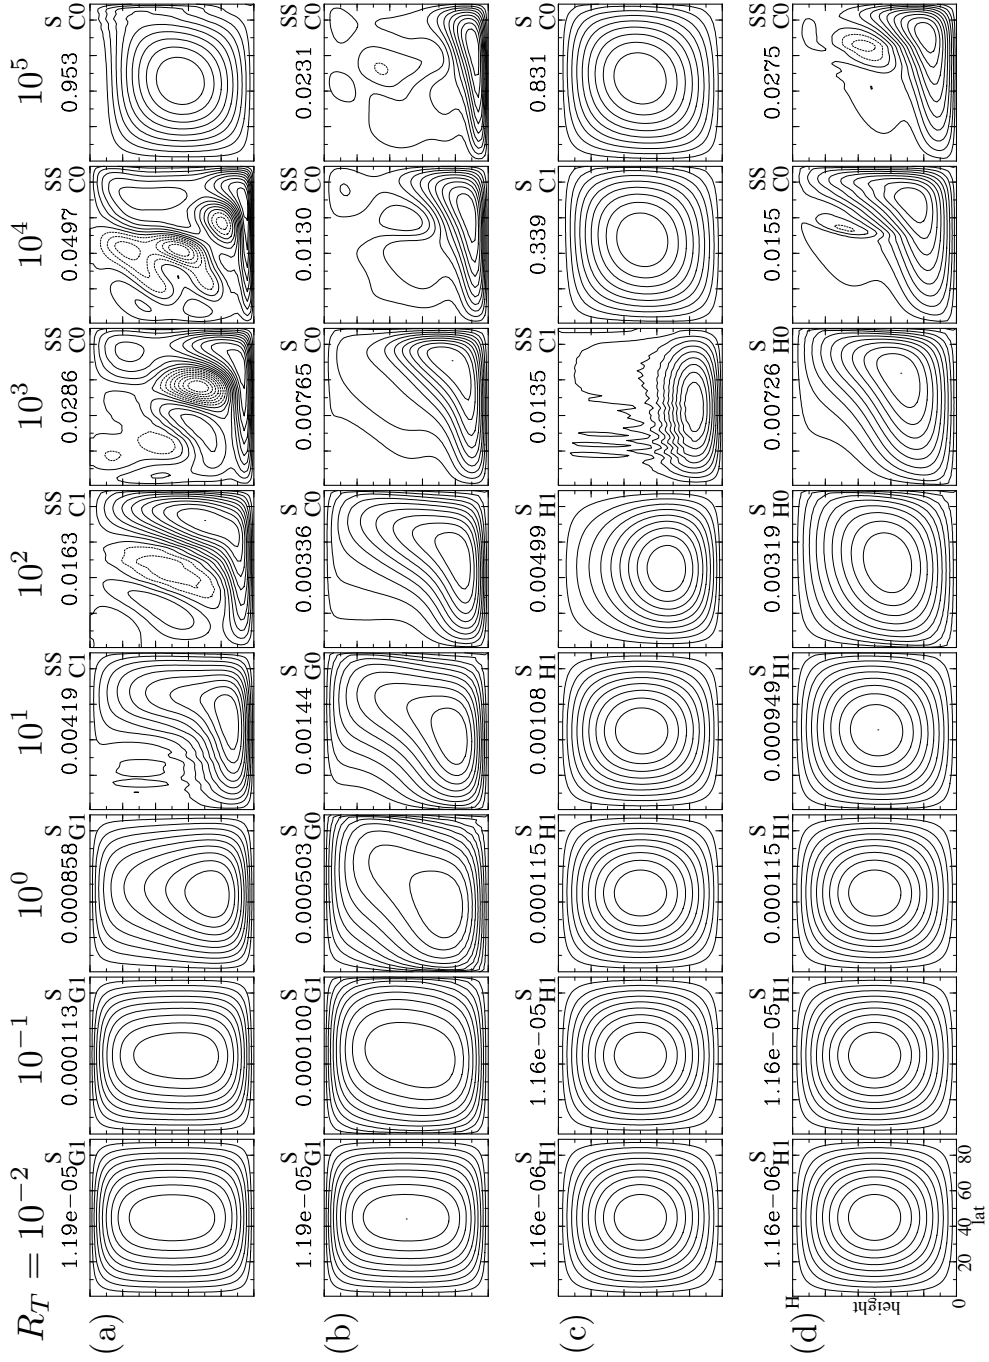 R_T = 10^{-2} 10^{-1} 10^0 10^1 10^2 10^3 10^4 10^5
(a)
1.19e−05 S G1
0.000113 S G1
0.000858 S G1
0.00419 SS C1
0.0163 SS C1
0.0286 SS C0
0.0497 SS C0
0.953 S C0
(b)
1.19e−05 S G1
0.000100 S G1
0.000503 S G0
0.00144 S G0
0.00336 S C0
0.00765 S C0
0.0130 SS C0
0.0231 SS C0
(c)
1.16e−06 S H1
1.16e−05 S H1
0.000115 S H1
0.00108 S H1
0.00499 S H1
0.0135 SS C1
0.339 S C1
0.831 S C0
(d)
1.16e−06 S H1
1.16e−05 S H1
0.000115 S H1
0.000949 S H1
0.00319 S H0
0.00726 S H0
0.0155 SS C0
0.0275 SS C0
H
height
0
20 40 60 80
lat